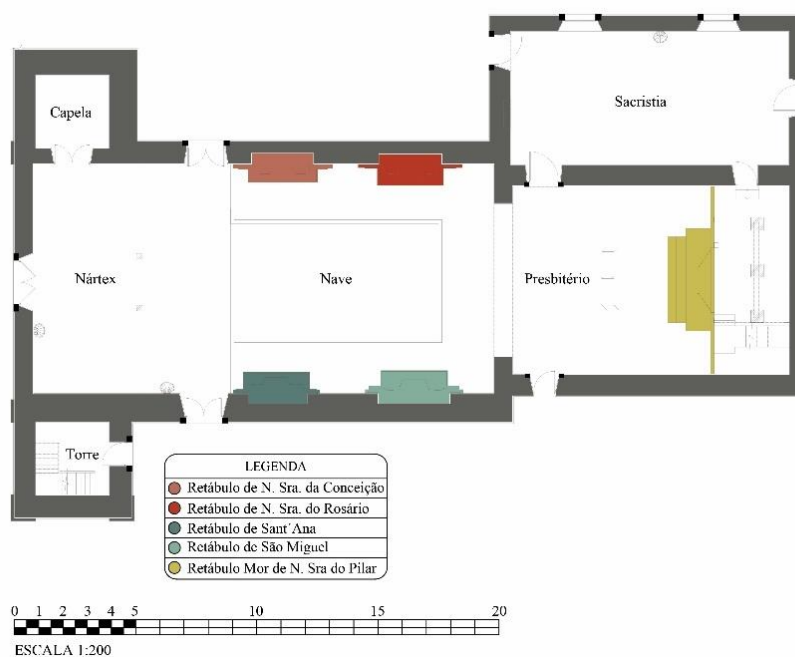 Capela
Sacristia
Nártex
Nave
Presbitério
Torre
LEGENDA
Retábulo de N. Sra. da Conceição
Retábulo de N. Sra. do Rosário
Retábulo de Sant´Ana
Retábulo de São Miguel
Retábulo Mor de N. Sra do Pilar
0 1 2 3 4 5 10 15 20
ESCALA 1:200